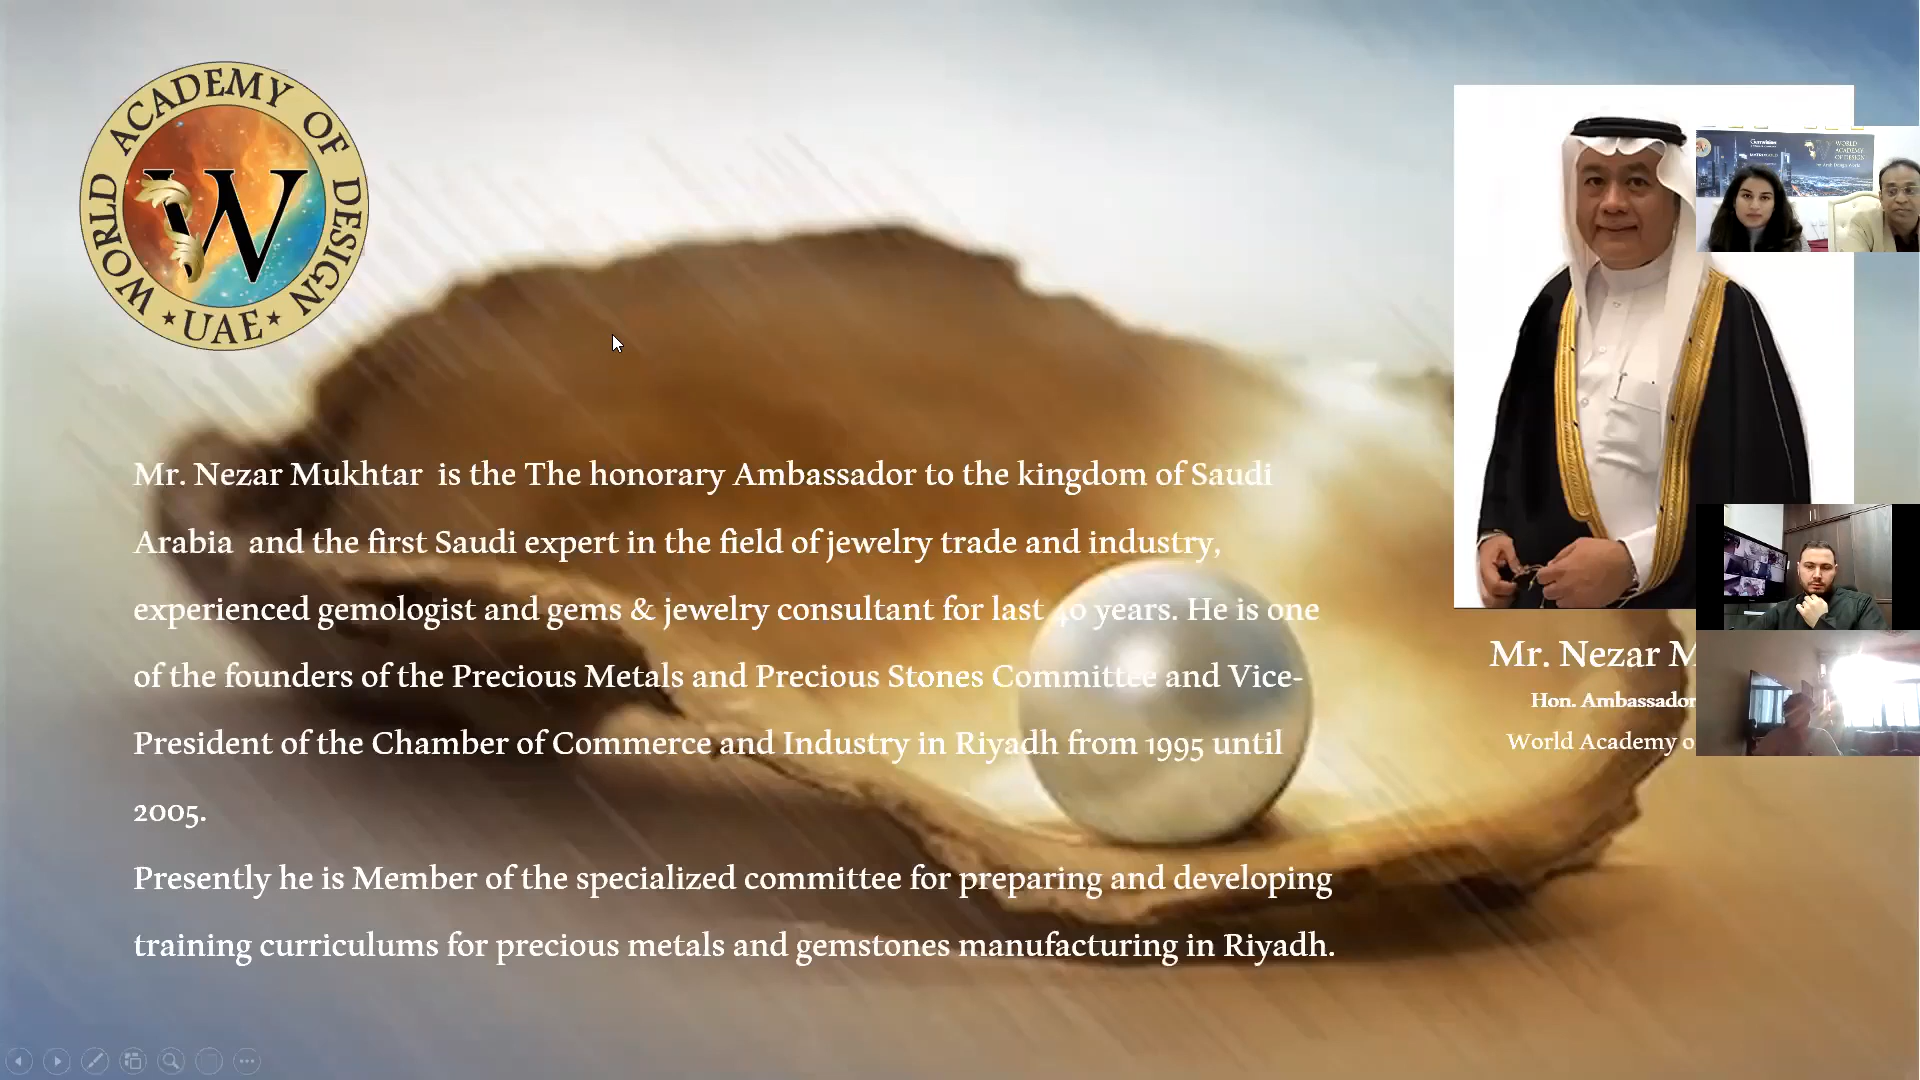 WORLD ACADEMY OF DESIGN
★ UAE ★
W
Mr. Nezar Mukhtar is the The honorary Ambassador to the kingdom of Saudi
Arabia and the first Saudi expert in the field of jewelry trade and industry,
experienced gemologist and gems & jewelry consultant for last 40 years. He is one
of the founders of the Precious Metals and Precious Stones Committee and Vice-
President of the Chamber of Commerce and Industry in Riyadh from 1995 until
2005.
Presently he is Member of the specialized committee for preparing and developing
training curriculums for precious metals and gemstones manufacturing in Riyadh.
WORLD
ACADEMY
OF DESIGN
Mr. Nezar M
Hon. Ambassador
World Academy o